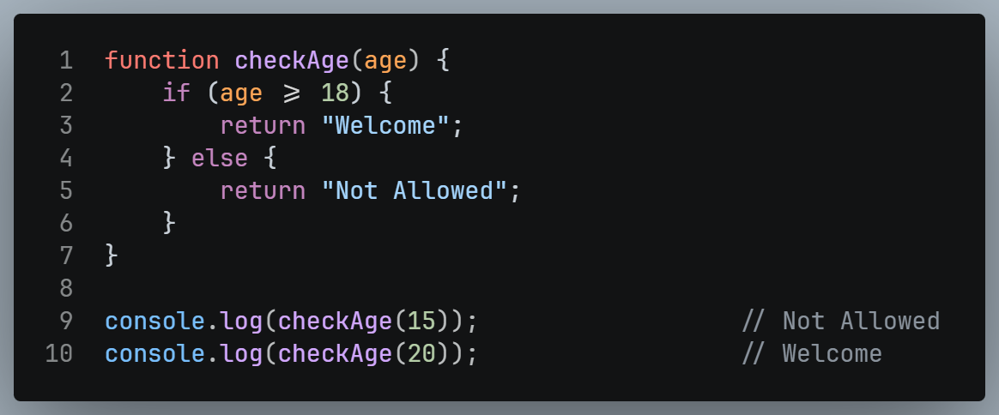 1 function checkAge(age) {
2     if (age >= 18) {
3         return "Welcome";
4     } else {
5         return "Not Allowed";
6     }
7 }
8
9 console.log(checkAge(15));                  // Not Allowed
10 console.log(checkAge(20));                  // Welcome